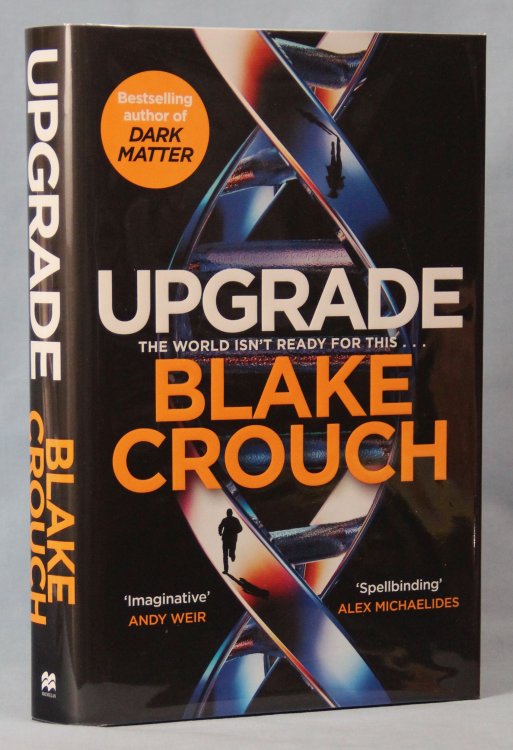 UPGRADE
BLAKE
CROUCH
Bestselling
author of
DARK
MATTER
UPGRADE
THE WORLD ISN'T READY FOR THIS . . .
BLAKE
CROUCH
'Imaginative'
ANDY WEIR
'Spellbinding'
ALEX MICHAELIDES